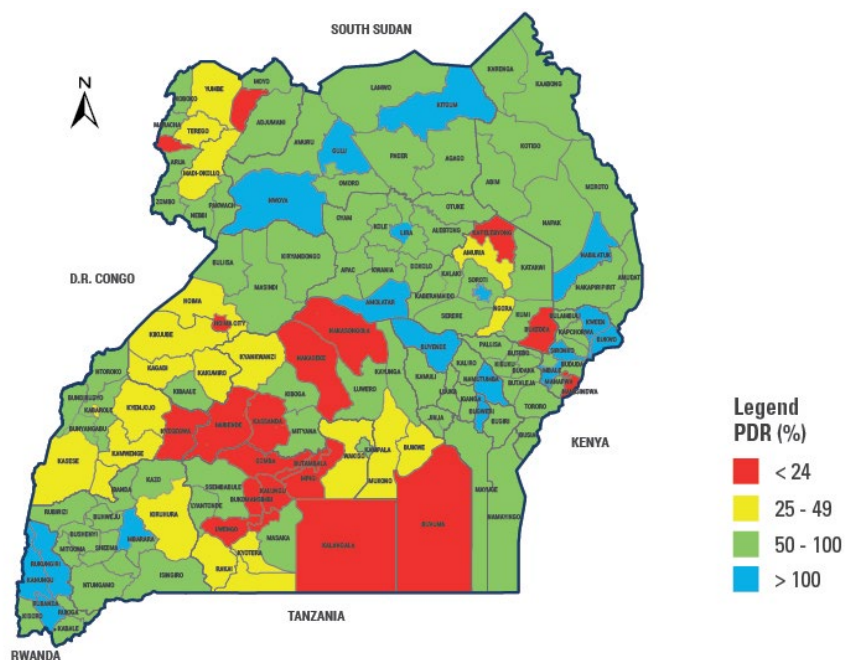 SOUTH SUDAN
N
KARENGA
KAABONG
MOYO
LAMWO
YUMBE
KOBOKO
KITGUM
ADJUMANI
MARACHA
TEREGO
KOTIDO
AMURU
GULU
ARUA
PADER
AGAGO
MADI-OKOLLO
ABIM
MOROTO
OMORO
ZOMBO
NEBBI
PAKWACH
NWOYA
OTUKE
NAPAK
OYAM
KOLE
LIRA
ALEBTONG
KAPELEBYONG
AMURIA
BULIISA
KIRYANDONGO
KATAKWI
NABILATUK
D.R. CONGO
APAC
KWANIA
DOKOLO
KALAKI
SOROTI
NAKAPIRIPIRIT
AMUDAT
MASINDI
KABERAMAIDO
NGORA
HOIMA
AMOLATAR
SERERE
KUMI
BULAMBULI
KWEEN
HOIMA CITY
NAKASONGOLA
BUKEDEA
KAPCHORWA
BUKWO
KIKUUBE
BUYENDE
PALLISA
SIRONKO
KYANKWANZI
NAKASEKE
KALIRO
BUTEBO
BUDUDA
KAGADI
KAKUMIRO
KAYUNGA
KAMULI
KIBUKU
MBALE
NTOROKO
NAMUTUMBA
BUDAKA
MANAFWA
KIBAALE
KIBOGA
LUWERO
BUTALEJA
BUNDIBUGYO
LUUKA
IGANGA
KABAROLE
KYENJOJO
TORORO
BUNYANGABU
KYEGEGWA
MUBENDE
KASSANDA
MITYANA
JINJA
BUGWERI
BUGIRI
KENYA
KAMWENGE
WAKISO
KAMPALA
BUIKWE
BUSIA
KASESE
GOMBA
BUTAMBALA
MUKONO
MPIGI
KAZO
SSEMBABULE
KALUNGU
MAYUGE
RUBIRIZI
BUVUMA
LYANTONDE
NAMAYINGO
BUHWEJU
KIRUHURA
BUSHENYI
MBARARA
LWENGO
MASAKA
KALANGALA
MITOOMA
SHEEMA
RUKUNGIRI
KYOTERA
RAKAI
KANUNGU
ISINGIRO
NTUNGAMO
RUBANDA
KISORO
KABALE
TANZANIA
RWANDA
Legend
PDR (%)
< 24
25 - 49
50 - 100
> 100